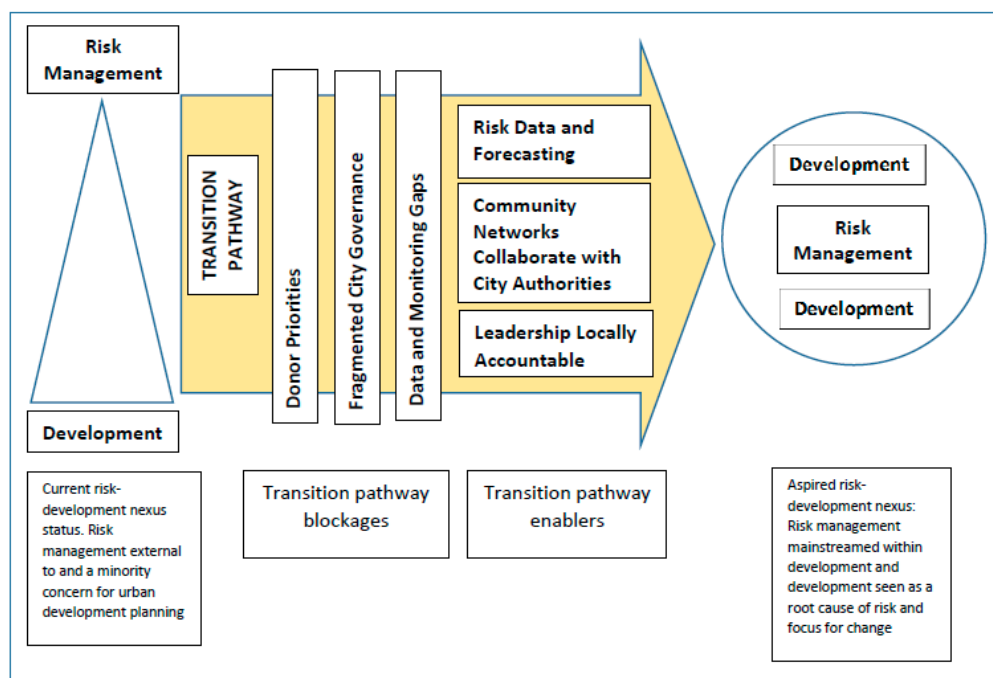 Risk
Management
Development
Current risk-
development nexus
status. Risk
management external
to and a minority
concern for urban
development planning
TRANSITION
PATHWAY
Donor Priorities
Fragmented City Governance
Data and Monitoring Gaps
Transition pathway
blockages
Risk Data and
Forecasting
Community
Networks
Collaborate with
City Authorities
Leadership Locally
Accountable
Transition pathway
enablers
Development
Risk
Management
Development
Aspired risk-
development nexus:
Risk management
mainstreamed within
development and
development seen as a
root cause of risk and
focus for change